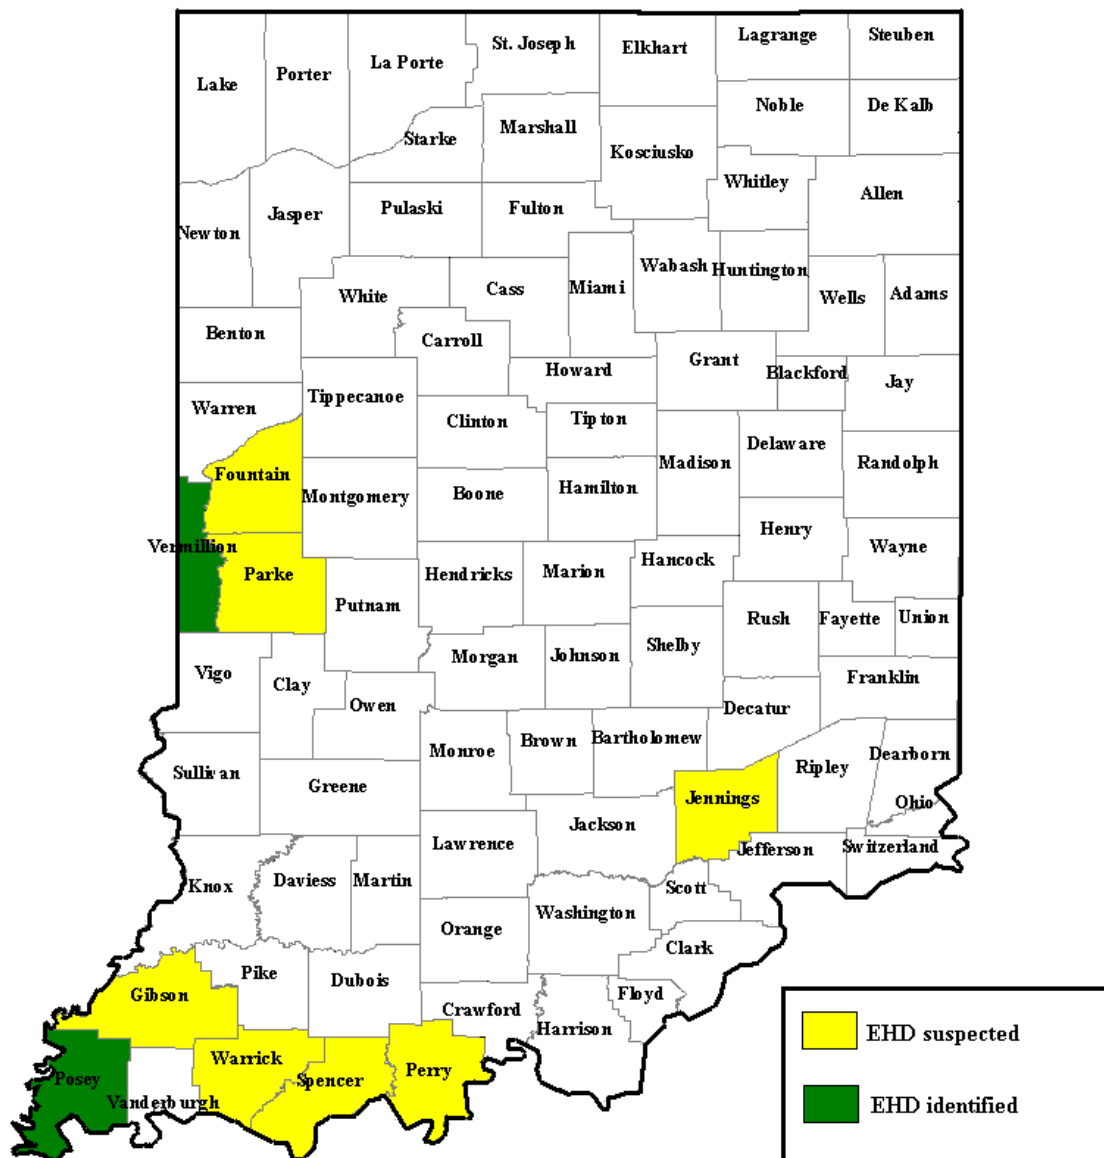 St. Joseph
Elkhart
Lagrange
Steuben
Lake
Porter
La Porte
Noble
De Kalb
Starke
Marshall
Kosciusko
Whitley
Allen
Newton
Jasper
Pulaski
Fulton
White
Cass
Miami
Wabash
Huntington
Wells
Adams
Benton
Carroll
Howard
Grant
Blackford
Jay
Warren
Tippecanoe
Clinton
Tipton
Madison
Delaware
Randolph
Fountain
Montgomery
Boone
Hamilton
Henry
Vermillion
Parke
Hendricks
Marion
Hancock
Wayne
Putnam
Rush
Fayette
Union
Vigo
Clay
Morgan
Johnson
Shelby
Franklin
Owen
Decatur
Sullivan
Greene
Monroe
Brown
Bartholomew
Ripley
Dearborn
Jennings
Ohio
Lawrence
Jackson
Jefferson
Switzerland
Knox
Daviess
Martin
Scott
Orange
Washington
Clark
Gibson
Pike
Dubois
Crawford
Harrison
Floyd
Posey
Vanderburgh
Warrick
Spencer
Perry
EHD suspected
EHD identified